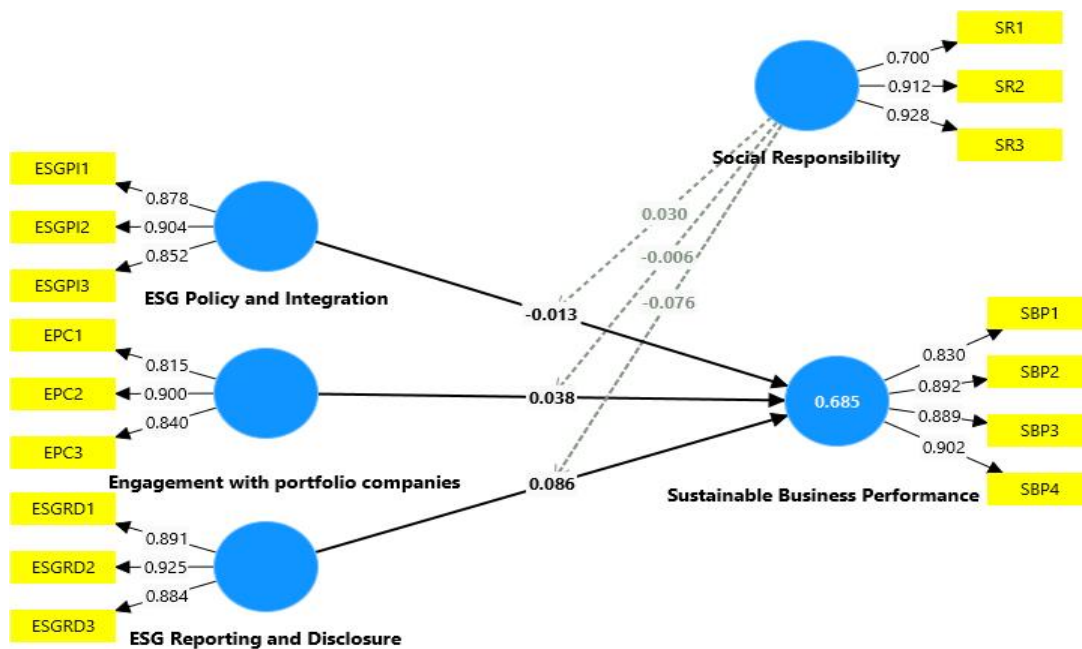 SR1
0.700
SR2
0.912
0.928
SR3
Social Responsibility
ESGPI1
0.878
ESGPI2
0.904
0.852
ESGPI3
ESG Policy and Integration
0.030
-0.006
-0.076
-0.013
EPC1
0.815
EPC2
0.900
0.840
EPC3
Engagement with portfolio companies
0.038
SBP1
0.830
SBP2
0.892
0.685
0.889
SBP3
0.902
SBP4
Sustainable Business Performance
0.086
ESGRD1
0.891
ESGRD2
0.925
0.884
ESGRD3
ESG Reporting and Disclosure